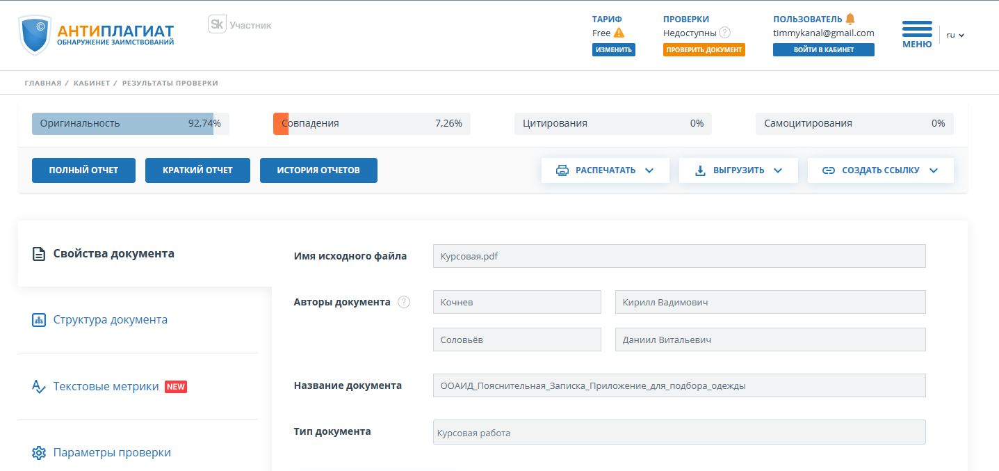 ©
АНТИПЛАГИАТ
ОБНАРУЖЕНИЕ ЗАИМСТВОВАНИЙ
Sk Участник
ТАРИФ
Free
ИЗМЕНИТЬ
ПРОВЕРКИ
Недоступны ?
ПРОВЕРИТЬ ДОКУМЕНТ
ПОЛЬЗОВАТЕЛЬ
timmykanal@gmail.com
ВОЙТИ В КАБИНЕТ
МЕНЮ
ru
ГЛАВНАЯ / КАБИНЕТ / РЕЗУЛЬТАТЫ ПРОВЕРКИ
Оригинальность 92,74%
Совпадения 7,26%
Цитирования 0%
Самоцитирования 0%
ПОЛНЫЙ ОТЧЕТ
КРАТКИЙ ОТЧЕТ
ИСТОРИЯ ОТЧЕТОВ
РАСПЕЧАТАТЬ
ВЫГРУЗИТЬ
СОЗДАТЬ ССЫЛКУ
Свойства документа
Структура документа
Текстовые метрики NEW
Параметры проверки
Имя исходного файла Курсовая.pdf
Авторы документа ? Кочнев Кирилл Вадимович
Соловьёв Даниил Витальевич
Название документа ООАИД_Пояснительная_Записка_Приложение_для_подбора_одежды
Тип документа Курсовая работа